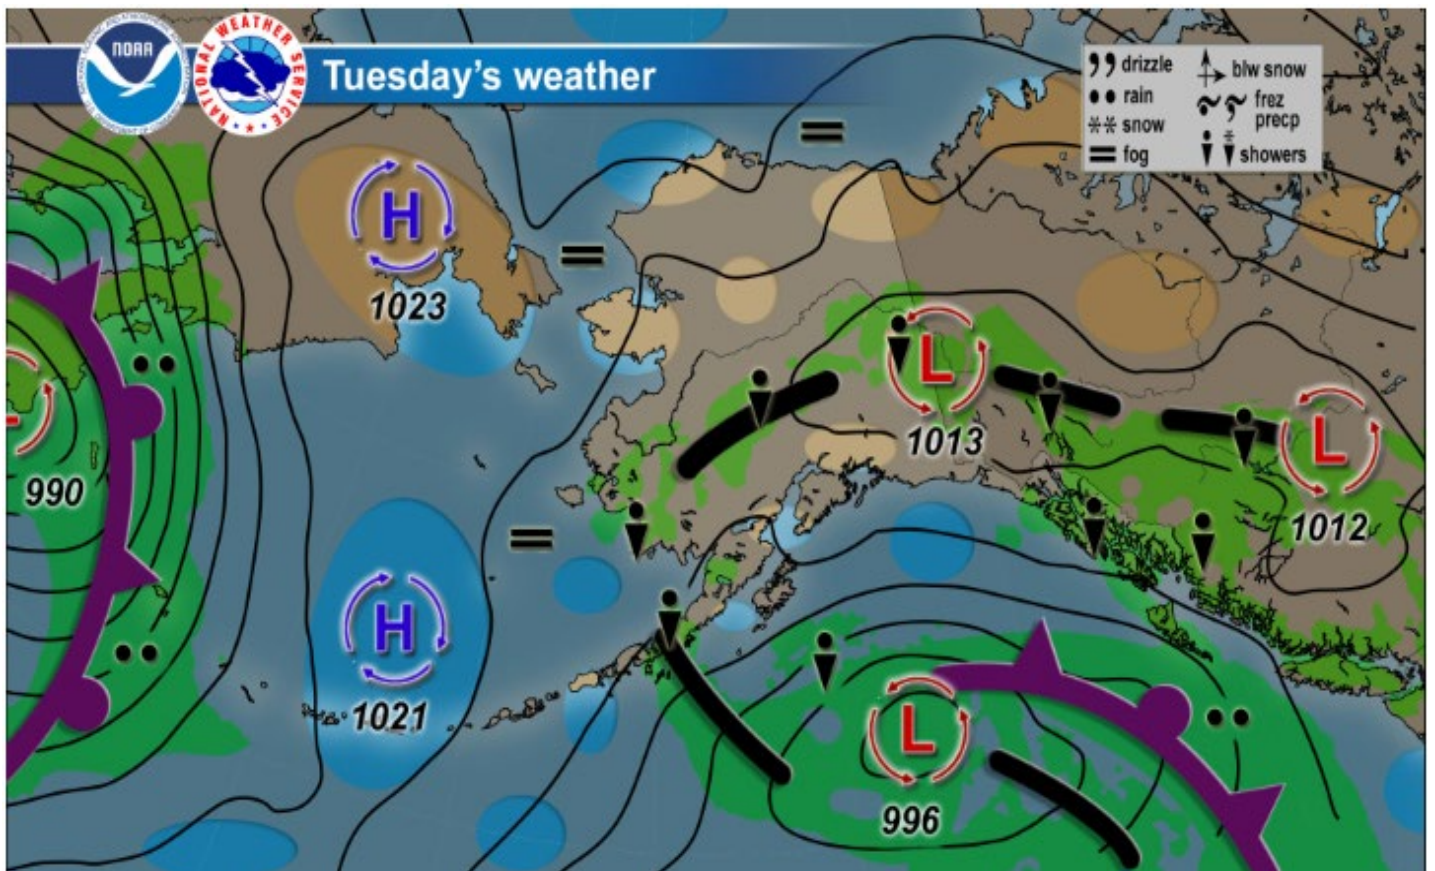 NOAA
NATIONAL WEATHER SERVICE
Tuesday's weather
drizzle
blw snow
rain
frez
precp
snow
fog
showers
H
1023
L
1013
L
990
L
1012
H
1021
L
996